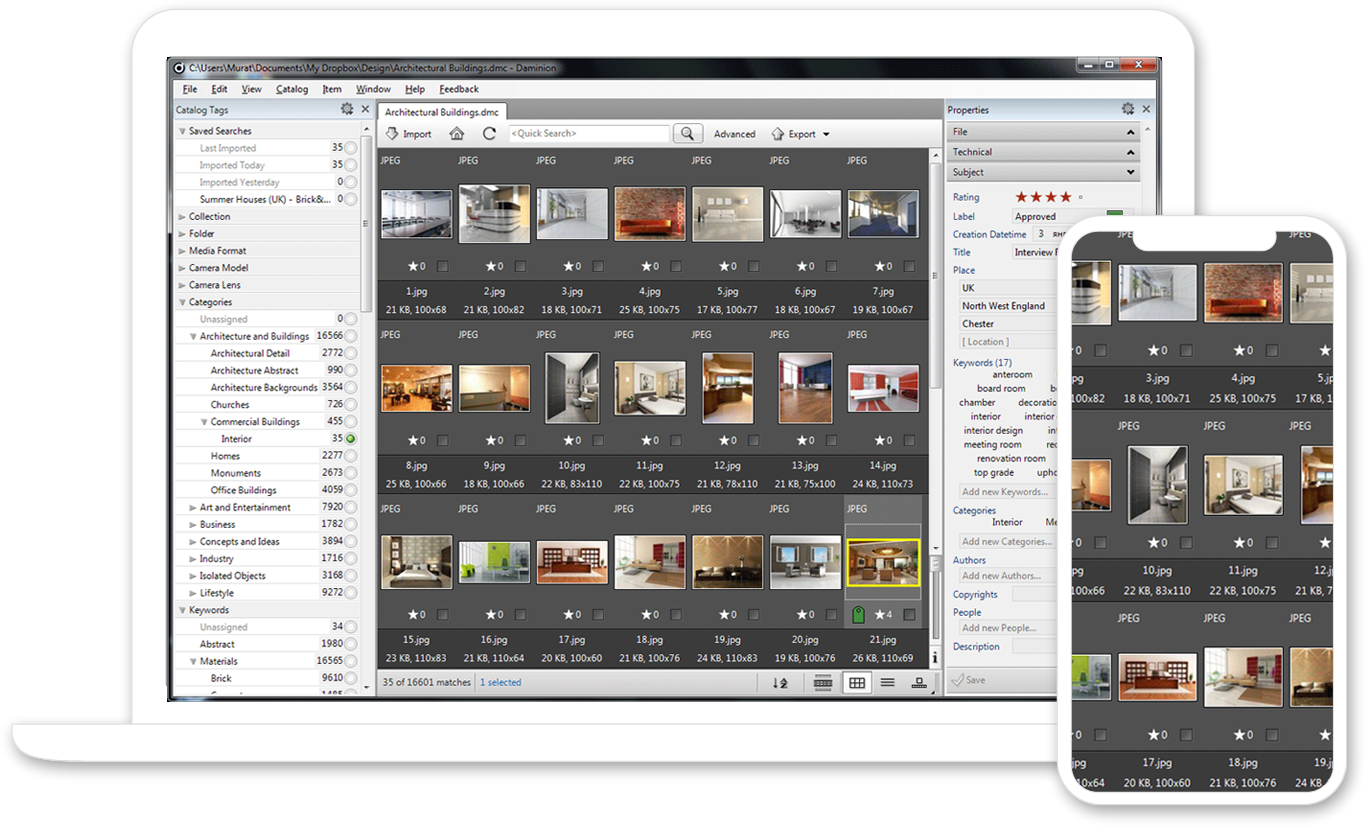 C:\Users\Murat\Documents\My Dropbox\Design\Architectural Buildings.dmc - Daminion
File Edit View Catalog Item Window Help Feedback
Catalog Tags
Saved Searches
Last Imported 35
Imported Today 35
Imported Yesterday 0
Summer Houses (UK) - Brick&... 0
Collection
Folder
Media Format
Camera Model
Camera Lens
Categories
Unassigned 0
Architecture and Buildings 16566
Architectural Detail 2772
Architecture Abstract 990
Architecture Backgrounds 3564
Churches 726
Commercial Buildings 455
Interior 35
Homes 2277
Monuments 2673
Office Buildings 4059
Art and Entertainment 7920
Business 1782
Concepts and Ideas 3894
Industry 1716
Isolated Objects 3168
Lifestyle 9272
Keywords
Unassigned 34
Abstract 1980
Materials 16565
Brick 9610
Architectural Buildings.dmc
Import <Quick Search> Advanced Export
JPEG JPEG JPEG JPEG JPEG JPEG JPEG
0 0 0 0 0 0 0
1.jpg 2.jpg 3.jpg 4.jpg 5.jpg 6.jpg 7.jpg
21 KB, 100x68 21 KB, 100x82 18 KB, 100x71 25 KB, 100x75 17 KB, 100x77 18 KB, 100x67 19 KB, 100x67
JPEG JPEG JPEG JPEG JPEG JPEG JPEG
0 0 0 0 0 0 0
8.jpg 9.jpg 10.jpg 11.jpg 12.jpg 13.jpg 14.jpg
25 KB, 100x66 18 KB, 100x66 22 KB, 83x110 22 KB, 100x75 21 KB, 78x110 21 KB, 75x100 24 KB, 110x73
JPEG JPEG JPEG JPEG JPEG JPEG JPEG
0 0 0 0 0 0 4
15.jpg 16.jpg 17.jpg 18.jpg 19.jpg 20.jpg 21.jpg
23 KB, 110x83 21 KB, 110x64 20 KB, 100x60 21 KB, 100x76 24 KB, 110x83 19 KB, 100x76 26 KB, 110x69
35 of 16601 matches 1 selected
Properties
File
Technical
Subject
Rating
Label Approved
Creation Datetime 3 янв
Title Interview
Place
UK
North West England
Chester
[ Location ]
Keywords (17)
anteroom
board room
chamber
interior interior
interior design
meeting room
renovation room
top grade
Add new Keywords...
Categories
Interior
Add new Categories...
Authors
Add new Authors...
Copyrights
People
Add new People...
Description
Save
JPEG
0 0 0
3.jpg 4.jpg
100x82 18 KB, 100x71 25 KB, 100x75
JPEG JPEG JPEG
0 0 0
10.jpg 11.jpg
100x66 22 KB, 83x110 22 KB, 100x75
JPEG JPEG JPEG
0 0 0
17.jpg 18.jpg
20 KB, 100x60 21 KB, 100x76